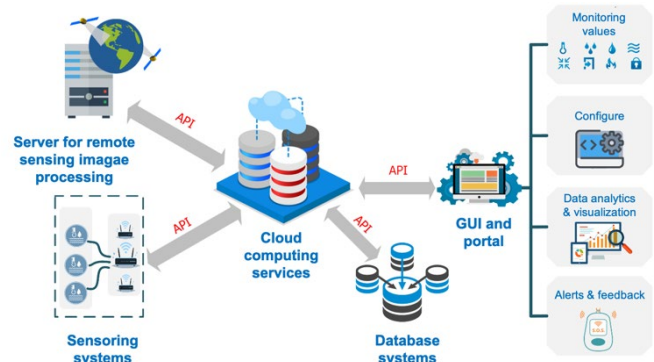 Server for remote
sensing imagae
processing
API
API
Sensoring
systems
Cloud
computing
services
API
API
Database
systems
GUI and
portal
Monitoring
values
Configure
Data analytics
& visualization
Alerts & feedback